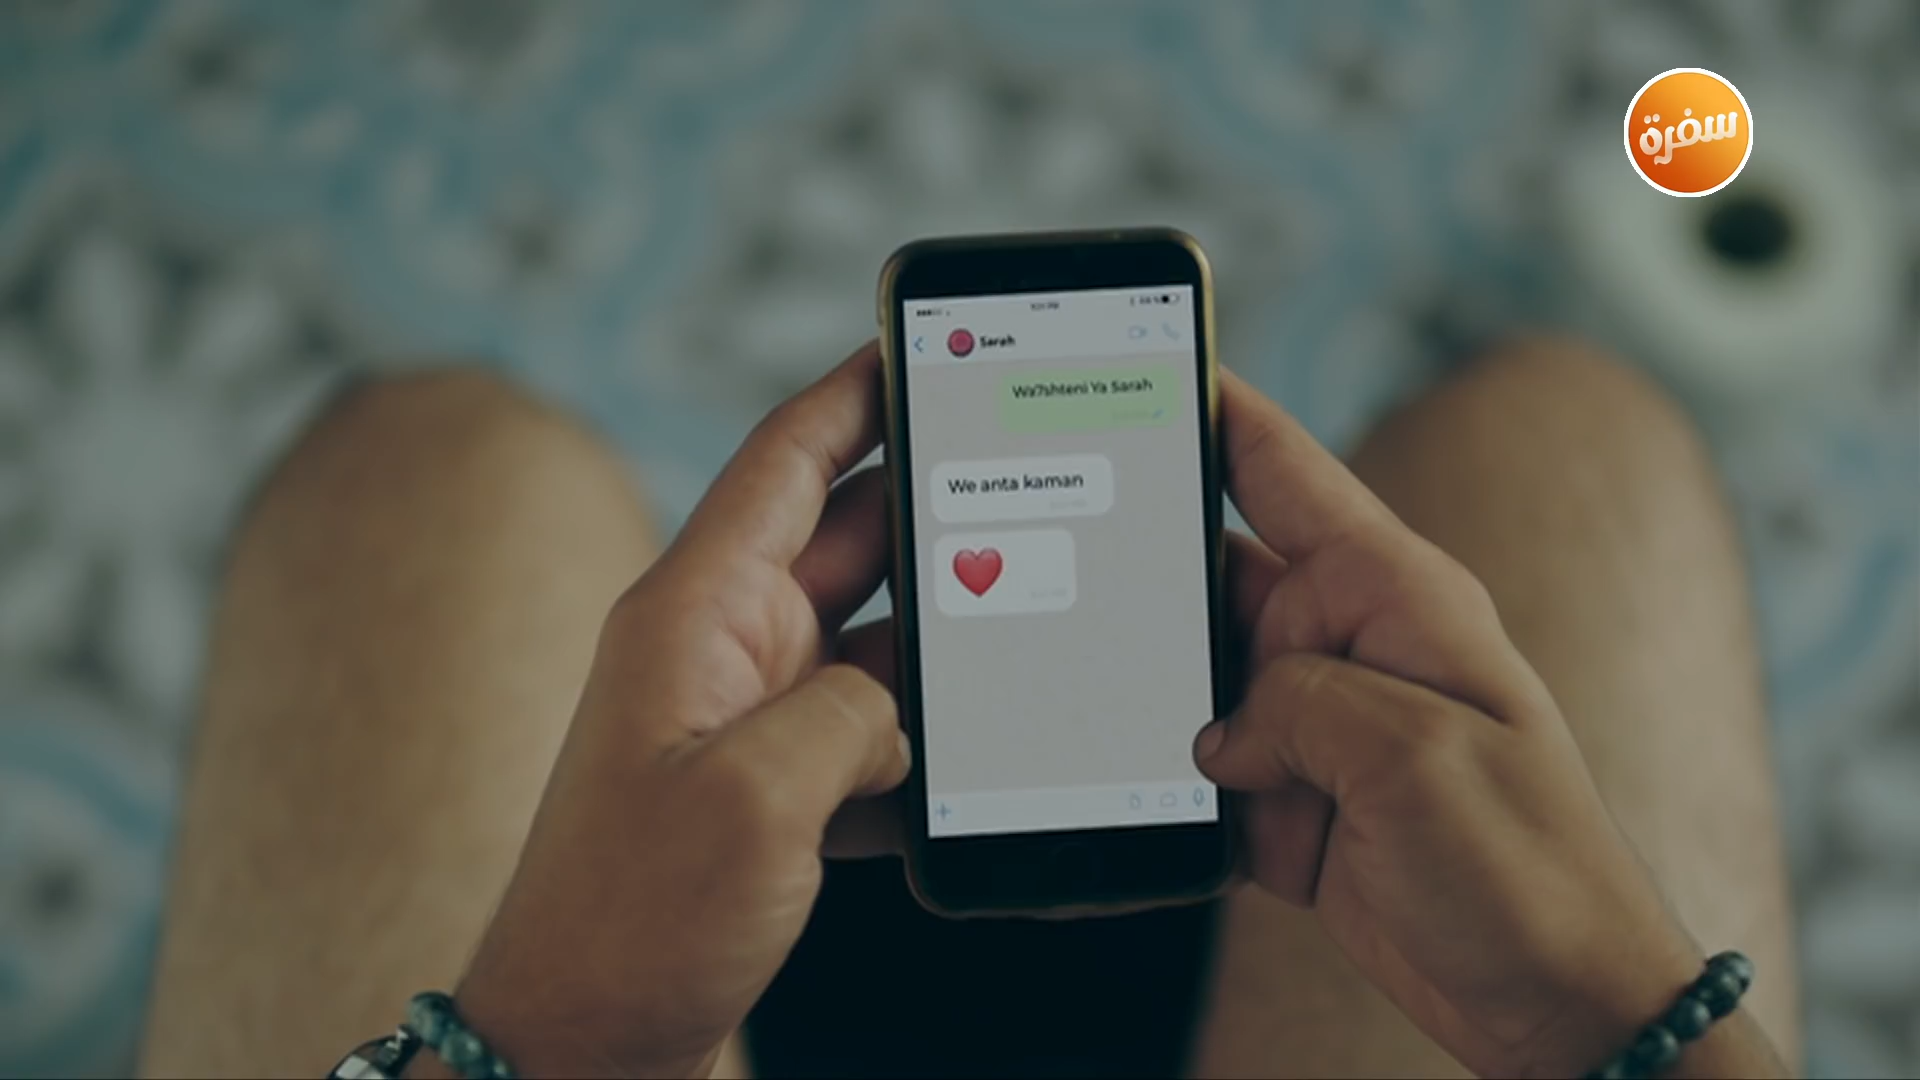 سفرة
Sarah
Wa7shteni Ya Sarah
We anta kaman